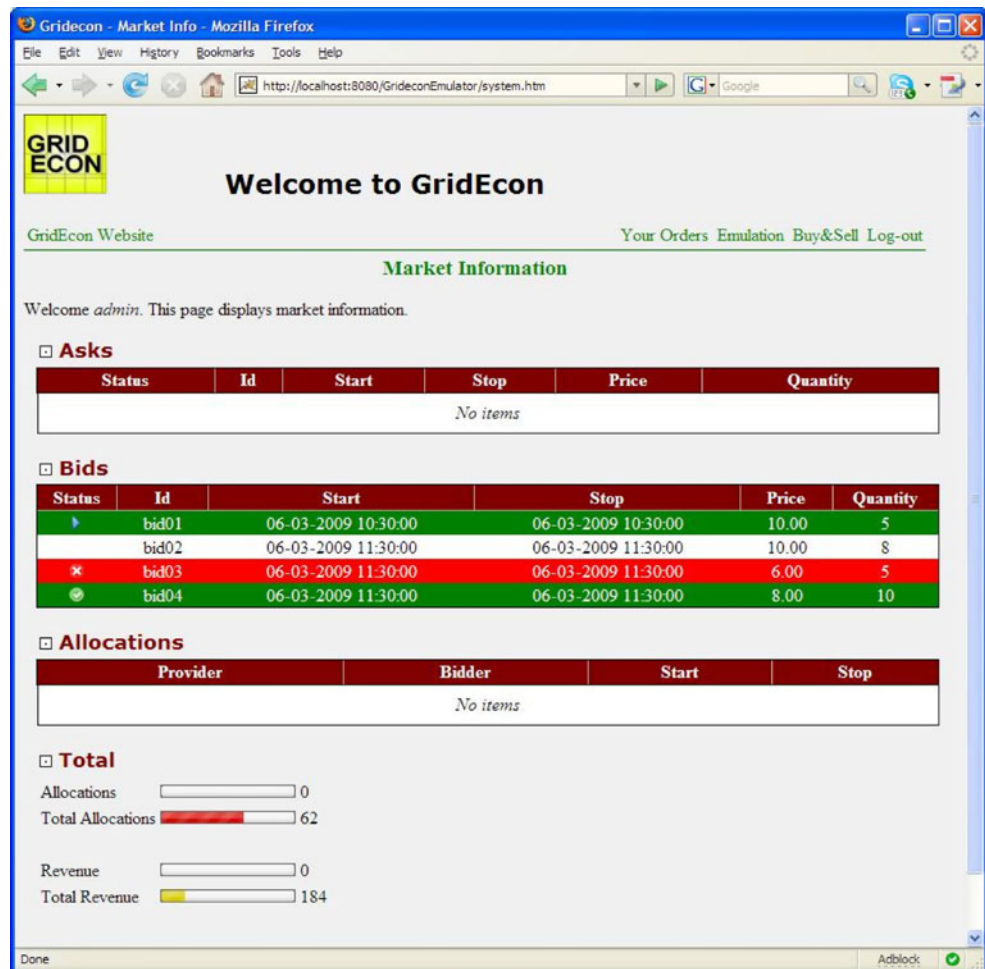 Gridecon - Market Info - Mozilla Firefox
File Edit View History Bookmarks Tools Help
http://localhost:8080/GrideconEmulator/system.htm G Google
GRID
ECON
Welcome to GridEcon
GridEcon Website Your Orders Emulation Buy&Sell Log-out
Market Information
Welcome admin. This page displays market information.
Asks
Status Id Start Stop Price Quantity
No items
Bids
Status Id Start Stop Price Quantity
bid01 06-03-2009 10:30:00 06-03-2009 10:30:00 10.00 5
bid02 06-03-2009 11:30:00 06-03-2009 11:30:00 10.00 8
bid03 06-03-2009 11:30:00 06-03-2009 11:30:00 6.00 5
bid04 06-03-2009 11:30:00 06-03-2009 11:30:00 8.00 10
Allocations
Provider Bidder Start Stop
No items
Total
Allocations 0
Total Allocations 62
Revenue 0
Total Revenue 184
Done Adblock